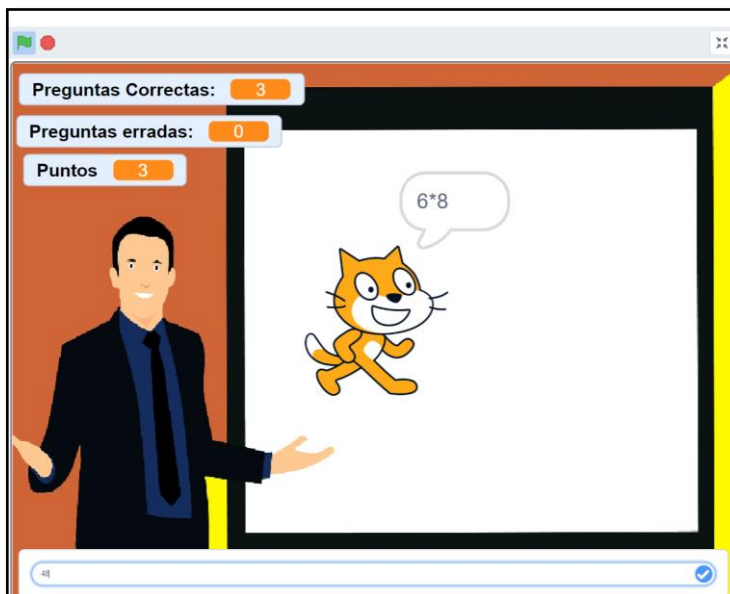 Preguntas Correctas: 3
Preguntas erradas: 0
Puntos 3
6*8
48